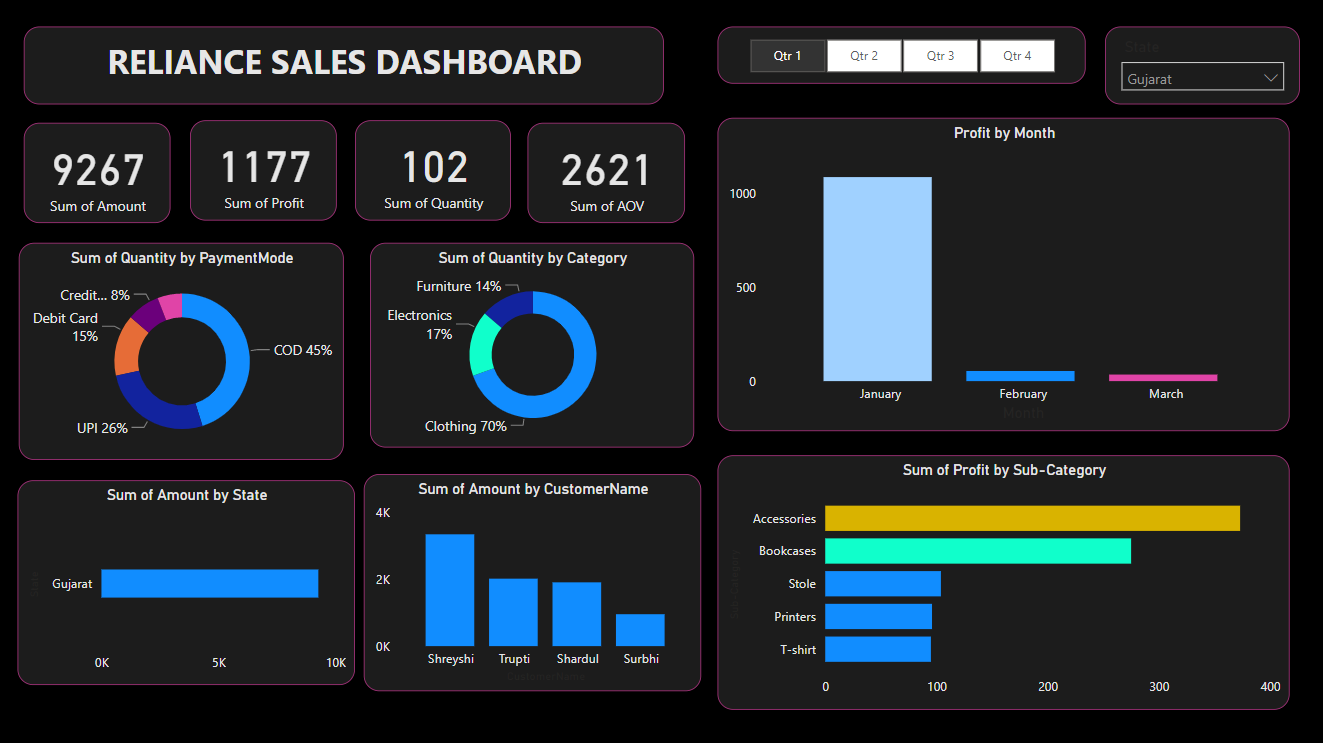 RELIANCE SALES DASHBOARD
Qtr 1
Qtr 2
Qtr 3
Qtr 4
State
Gujarat
9267
Sum of Amount
1177
Sum of Profit
102
Sum of Quantity
2621
Sum of AOV
Sum of Quantity by PaymentMode
Credit... 8%
Debit Card
15%
COD 45%
UPI 26%
Sum of Quantity by Category
Furniture 14%
Electronics
17%
Clothing 70%
Profit by Month
1000
500
0
January
February
March
Month
Sum of Amount by State
State
Gujarat
0K
5K
10K
Sum of Amount by CustomerName
4K
2K
0K
Shreyshi
Trupti
Shardul
Surbhi
CustomerName
Sum of Profit by Sub-Category
Sub-Category
Accessories
Bookcases
Stole
Printers
T-shirt
0
100
200
300
400